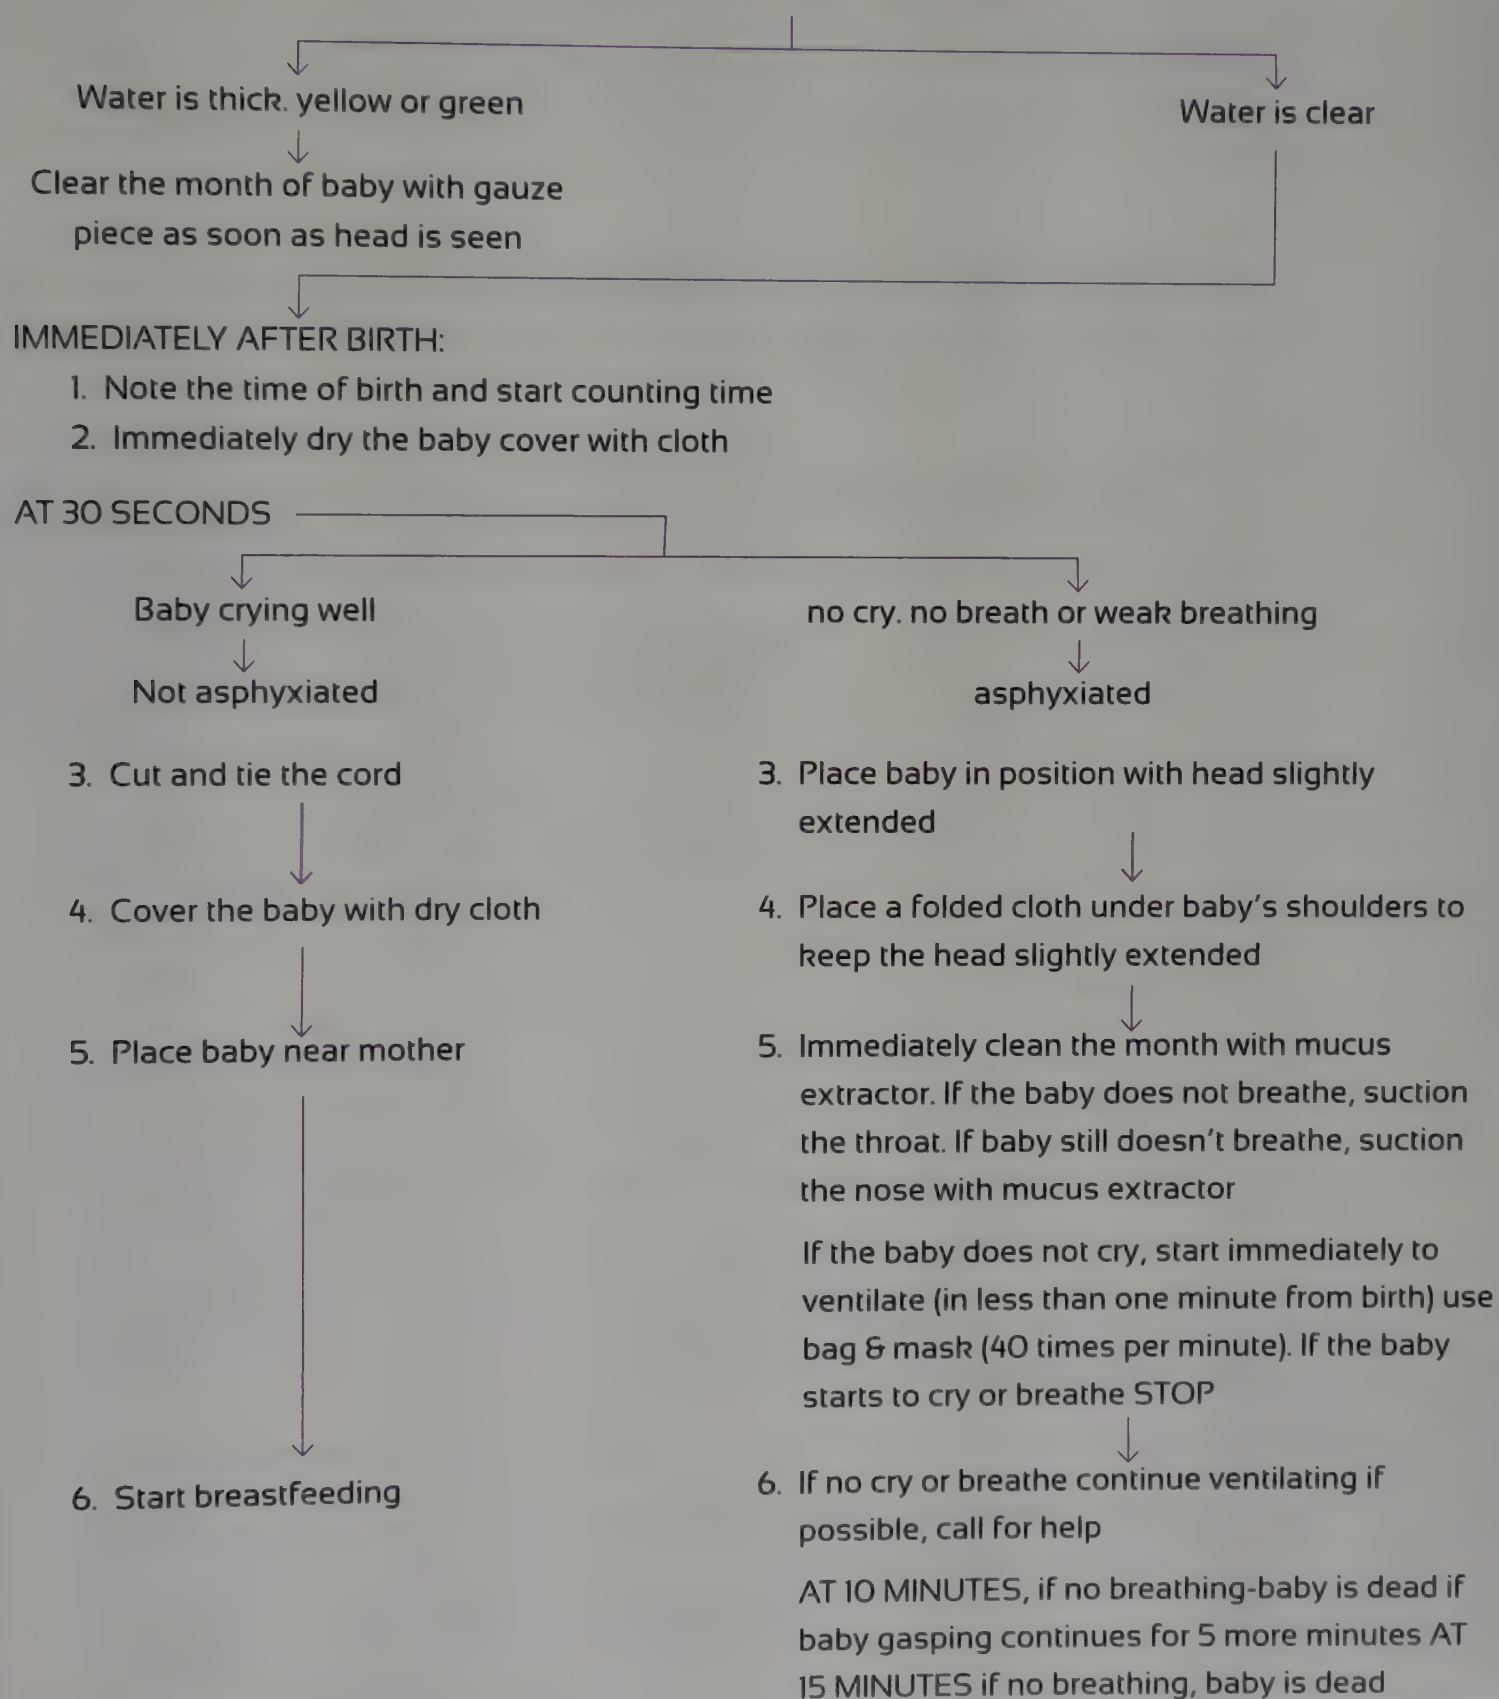 Water is thick. yellow or green
Water is clear
Clear the month of baby with gauze
piece as soon as head is seen
IMMEDIATELY AFTER BIRTH:
1. Note the time of birth and start counting time
2. Immediately dry the baby cover with cloth
AT 30 SECONDS
Baby crying well
Not asphyxiated
3. Cut and tie the cord
4. Cover the baby with dry cloth
5. Place baby near mother
6. Start breastfeeding
no cry. no breath or weak breathing
asphyxiated
3. Place baby in position with head slightly
extended
4. Place a folded cloth under baby's shoulders to
keep the head slightly extended
5. Immediately clean the month with mucus
extractor. If the baby does not breathe, suction
the throat. If baby still doesn't breathe, suction
the nose with mucus extractor
If the baby does not cry, start immediately to
ventilate (in less than one minute from birth) use
bag & mask (40 times per minute). If the baby
starts to cry or breathe STOP
6. If no cry or breathe continue ventilating if
possible, call for help
AT 10 MINUTES, if no breathing-baby is dead if
baby gasping continues for 5 more minutes AT
15 MINUTES if no breathing, baby is dead